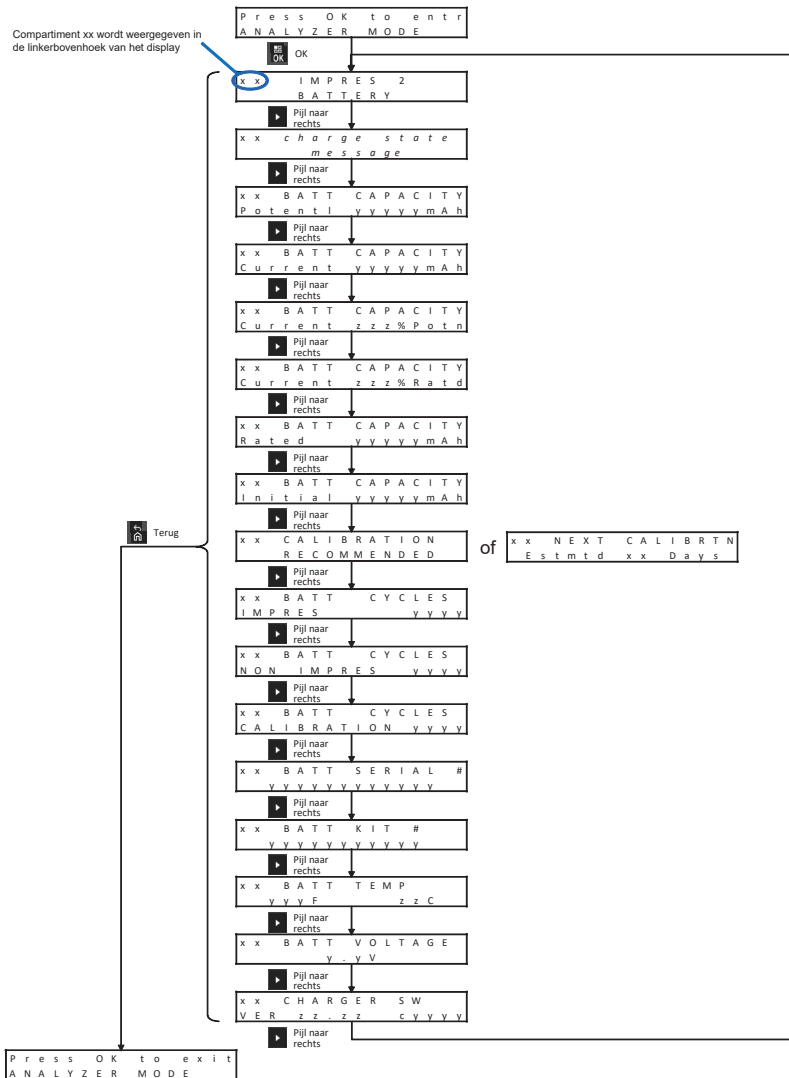 Press OK to entr
ANALYZER MODE
Compartiment xx wordt weergegeven in
de linkerbovenhoek van het display
OK OK
xx IMPRES 2
BATTERY
Pijl naar
rechts
xx charge state
message
Pijl naar
rechts
xx BATT CAPACITY
Potentl yyyyymAh
Pijl naar
rechts
xx BATT CAPACITY
Current yyyyymAh
Pijl naar
rechts
xx BATT CAPACITY
Current zzz%Potn
Pijl naar
rechts
xx BATT CAPACITY
Current zzz%Ratd
Pijl naar
rechts
xx BATT CAPACITY
Rated yyyyymAh
Pijl naar
rechts
xx BATT CAPACITY
Initial yyyyymAh
Pijl naar
rechts
Terug
xx CALIBRATION
RECOMMENDED
of
xx NEXT CALIBRTN
Estmtd xx Days
Pijl naar
rechts
xx BATT CYCLES
IMPRES yyyy
Pijl naar
rechts
xx BATT CYCLES
NON IMPRES yyyy
Pijl naar
rechts
xx BATT CYCLES
CALIBRATION yyyy
Pijl naar
rechts
xx BATT SERIAL #
yyyyyyyyyyyy
Pijl naar
rechts
xx BATT KIT #
yyyyyyyyyyy
Pijl naar
rechts
xx BATT TEMP
yyyF zzC
Pijl naar
rechts
xx BATT VOLTAGE
y.yV
Pijl naar
rechts
xx CHARGER SW
VER zz.zz cyyyy
Pijl naar
rechts
Press OK to exit
ANALYZER MODE